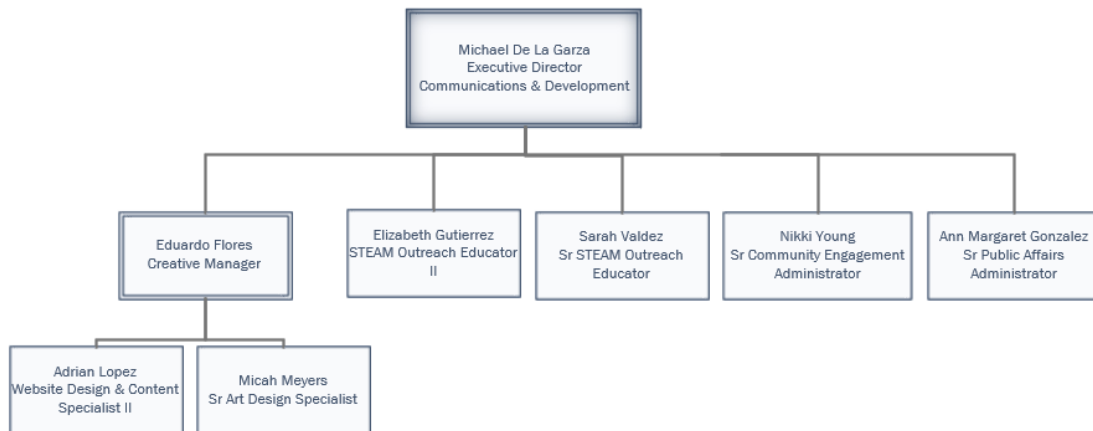 Michael De La Garza
Executive Director
Communications & Development
Eduardo Flores
Creative Manager
Elizabeth Gutierrez
STEAM Outreach Educator
II
Sarah Valdez
Sr STEAM Outreach
Educator
Nikki Young
Sr Community Engagement
Administrator
Ann Margaret Gonzalez
Sr Public Affairs
Administrator
Adrian Lopez
Website Design & Content
Specialist II
Micah Meyers
Sr Art Design Specialist